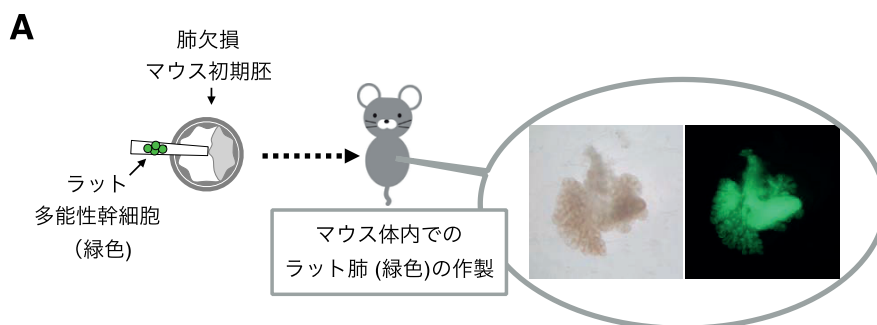 A
肺欠損
マウス初期胚
ラット
多能性幹細胞
（緑色)
マウス体内での
ラット肺 (緑色)の作製